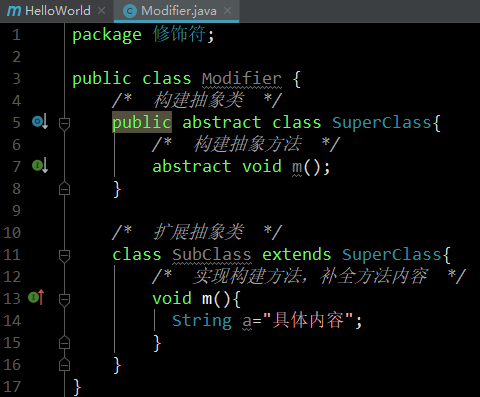 HelloWorld × Modifier.java ×
1 package 修饰符;
2
3 public class Modifier {
4 /* 构建抽象类 */
5 public abstract class SuperClass{
6 /* 构建抽象方法 */
7 abstract void m();
8 }
9
10 /* 扩展抽象类 */
11 class SubClass extends SuperClass{
12 /* 实现构建方法，补全方法内容 */
13 void m(){
14 String a="具体内容";
15 }
16 }
17 }